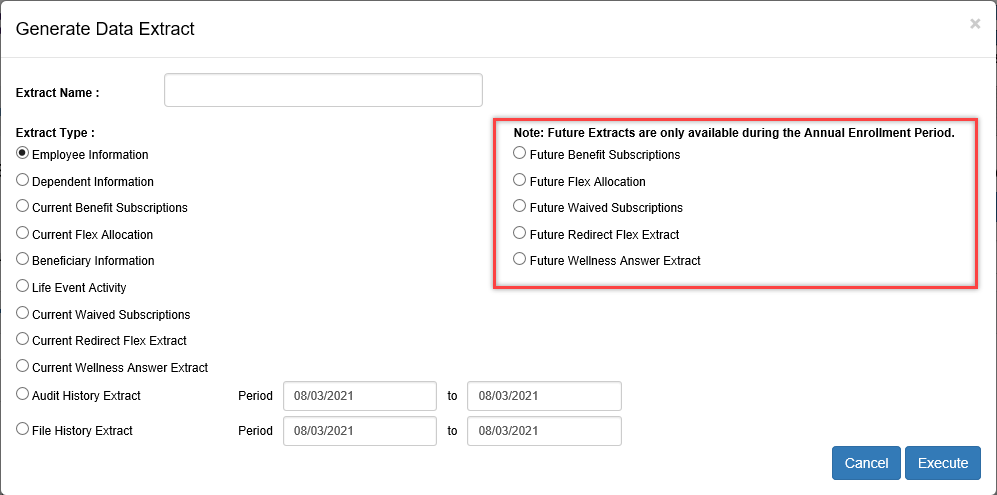 Generate Data Extract
×
Extract Name :
Extract Type :
Employee Information
Dependent Information
Current Benefit Subscriptions
Current Flex Allocation
Beneficiary Information
Life Event Activity
Current Waived Subscriptions
Current Redirect Flex Extract
Current Wellness Answer Extract
Audit History Extract Period 08/03/2021 to 08/03/2021
File History Extract Period 08/03/2021 to 08/03/2021
Note: Future Extracts are only available during the Annual Enrollment Period.
Future Benefit Subscriptions
Future Flex Allocation
Future Waived Subscriptions
Future Redirect Flex Extract
Future Wellness Answer Extract
Cancel Execute